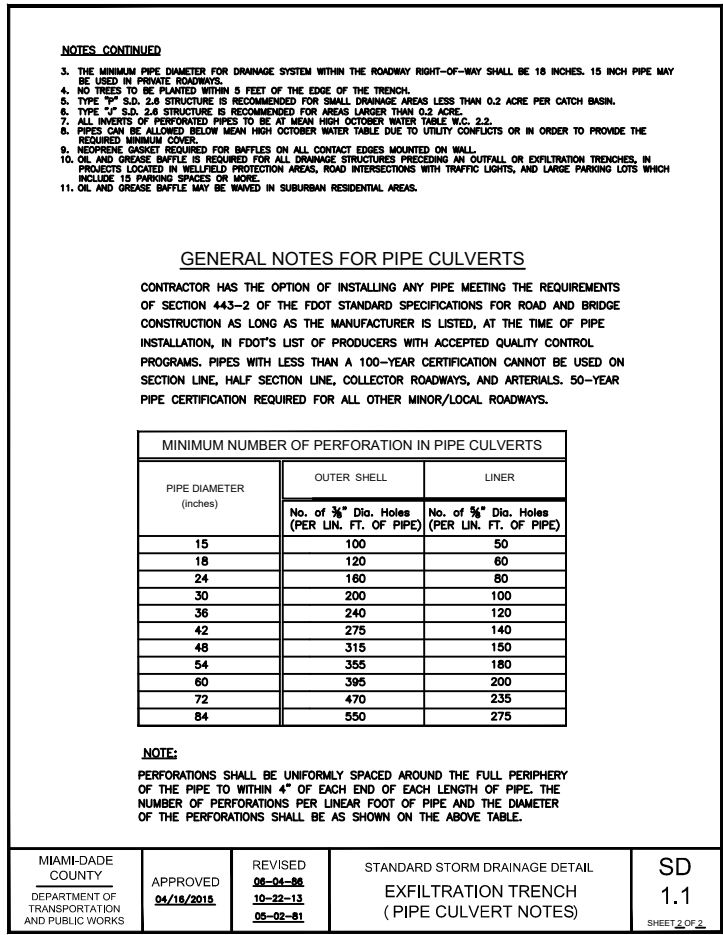 NOTES CONTINUED
3. THE MINIMUM PIPE DIAMETER FOR DRAINAGE SYSTEM WITHIN THE ROADWAY RIGHT-OF-WAY SHALL BE 18 INCHES. 15 INCH PIPE MAY
BE USED IN PRIVATE ROADWAYS.
4. NO TREES TO BE PLANTED WITHIN 5 FEET OF THE EDGE OF THE TRENCH.
5. TYPE "P" S.D. 2.6 STRUCTURE IS RECOMMENDED FOR SMALL DRAINAGE AREAS LESS THAN 0.2 ACRE PER CATCH BASIN.
6. TYPE "J" S.D. 2.6 STRUCTURE IS RECOMMENDED FOR AREAS LARGER THAN 0.2 ACRE.
7. ALL INVERTS OF PERFORATED PIPES TO BE AT MEAN HIGH OCTOBER WATER TABLE W.C. 2.2.
8. PIPES CAN BE ALLOWED BELOW MEAN HIGH OCTOBER WATER TABLE DUE TO UTILITY CONFLICTS OR IN ORDER TO PROVIDE THE
REQUIRED MINIMUM COVER.
9. NEOPRENE GASKET REQUIRED FOR BAFFLES ON ALL CONTACT EDGES MOUNTED ON WALL.
10. OIL AND GREASE BAFFLE IS REQUIRED FOR ALL DRAINAGE STRUCTURES PRECEDING AN OUTFALL OR EXFILTRATION TRENCHES, IN
PROJECTS LOCATED IN WELLFIELD PROTECTION AREAS, ROAD INTERSECTIONS WITH TRAFFIC LIGHTS, AND LARGE PARKING LOTS WHICH
INCLUDE 15 PARKING SPACES OR MORE.
11. OIL AND GREASE BAFFLE MAY BE WAIVED IN SUBURBAN RESIDENTIAL AREAS.
GENERAL NOTES FOR PIPE CULVERTS
CONTRACTOR HAS THE OPTION OF INSTALLING ANY PIPE MEETING THE REQUIREMENTS
OF SECTION 443-2 OF THE FDOT STANDARD SPECIFICATIONS FOR ROAD AND BRIDGE
CONSTRUCTION AS LONG AS THE MANUFACTURER IS LISTED, AT THE TIME OF PIPE
INSTALLATION, IN FDOT'S LIST OF PRODUCERS WITH ACCEPTED QUALITY CONTROL
PROGRAMS. PIPES WITH LESS THAN A 100-YEAR CERTIFICATION CANNOT BE USED ON
SECTION LINE, HALF SECTION LINE, COLLECTOR ROADWAYS, AND ARTERIALS. 50-YEAR
PIPE CERTIFICATION REQUIRED FOR ALL OTHER MINOR/LOCAL ROADWAYS.
MINIMUM NUMBER OF PERFORATION IN PIPE CULVERTS
PIPE DIAMETER
(inches)
OUTER SHELL
LINER
No. of ⅜" Dia. Holes
(PER LIN. FT. OF PIPE)
No. of ⅝" Dia. Holes
(PER LIN. FT. OF PIPE)
15 100 50
18 120 60
24 160 80
30 200 100
36 240 120
42 275 140
48 315 150
54 355 180
60 395 200
72 470 235
84 550 275
NOTE:
PERFORATIONS SHALL BE UNIFORMLY SPACED AROUND THE FULL PERIPHERY
OF THE PIPE TO WITHIN 4" OF EACH END OF EACH LENGTH OF PIPE. THE
NUMBER OF PERFORATIONS PER LINEAR FOOT OF PIPE AND THE DIAMETER
OF THE PERFORATIONS SHALL BE AS SHOWN ON THE ABOVE TABLE.
MIAMI-DADE
COUNTY
DEPARTMENT OF
TRANSPORTATION
AND PUBLIC WORKS
APPROVED
04/16/2015
REVISED
06-04-86
10-22-13
05-02-81
STANDARD STORM DRAINAGE DETAIL
EXFILTRATION TRENCH
( PIPE CULVERT NOTES)
SD
1.1
SHEET 2 OF 2